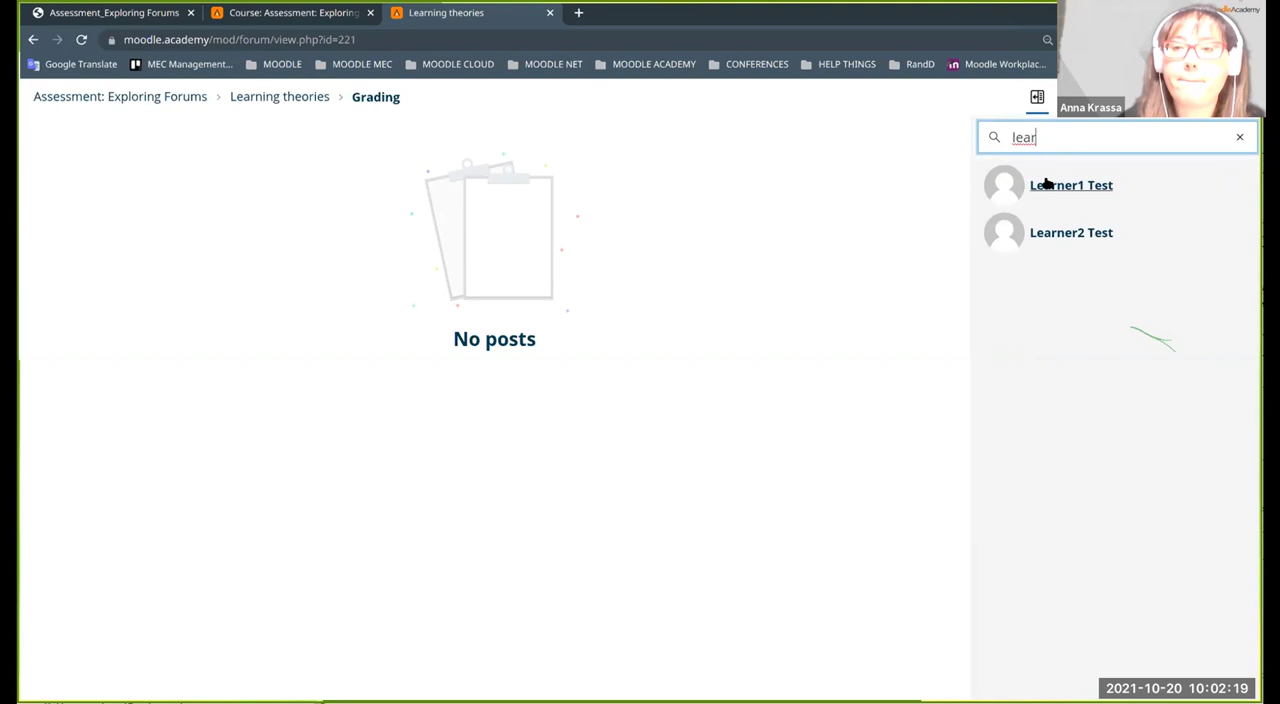 Assessment_Exploring Forums
Course: Assessment: Exploring
Learning theories
moodle.academy/mod/forum/view.php?id=221
Google Translate
MEC Management...
MOODLE
MOODLE MEC
MOODLE CLOUD
MOODLE NET
MOODLE ACADEMY
CONFERENCES
HELP THINGS
RandD
Moodle Workplac...
Anna Krassa
Assessment: Exploring Forums > Learning theories > Grading
lear
Learner1 Test
Learner2 Test
No posts
2021-10-20 10:02:19